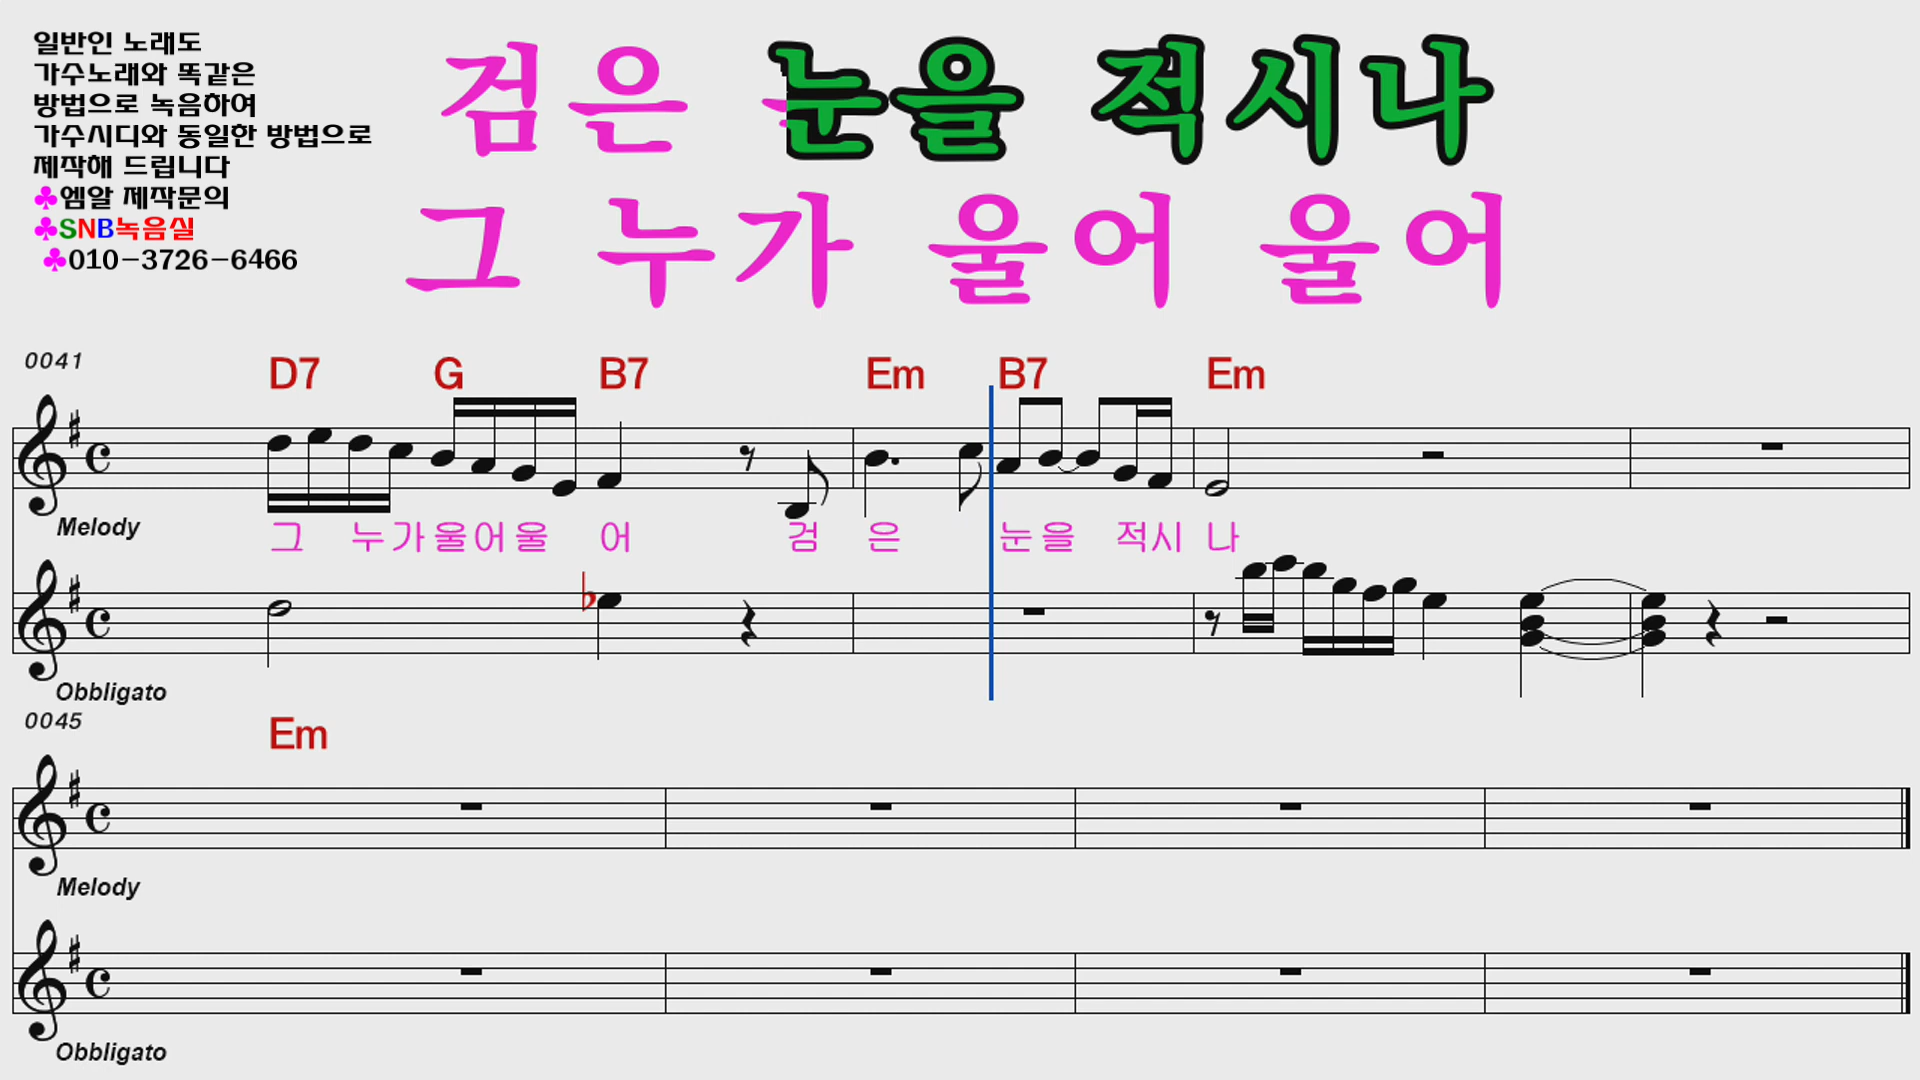 일반인 노래도
가수노래와 똑같은
방법으로 녹음하여
가수시디와 동일한 방법으로
제작해 드립니다
♣엠알 제작문의
♣SNB녹음실
♣010-3726-6466
검은 눈을 적시나
그 누가 울어 울어
0041
D7 G B7 Em B7 Em
Melody
그 누가울어울 어 검 은 눈을 적시 나
Obbligato
0045
Em
Melody
Obbligato